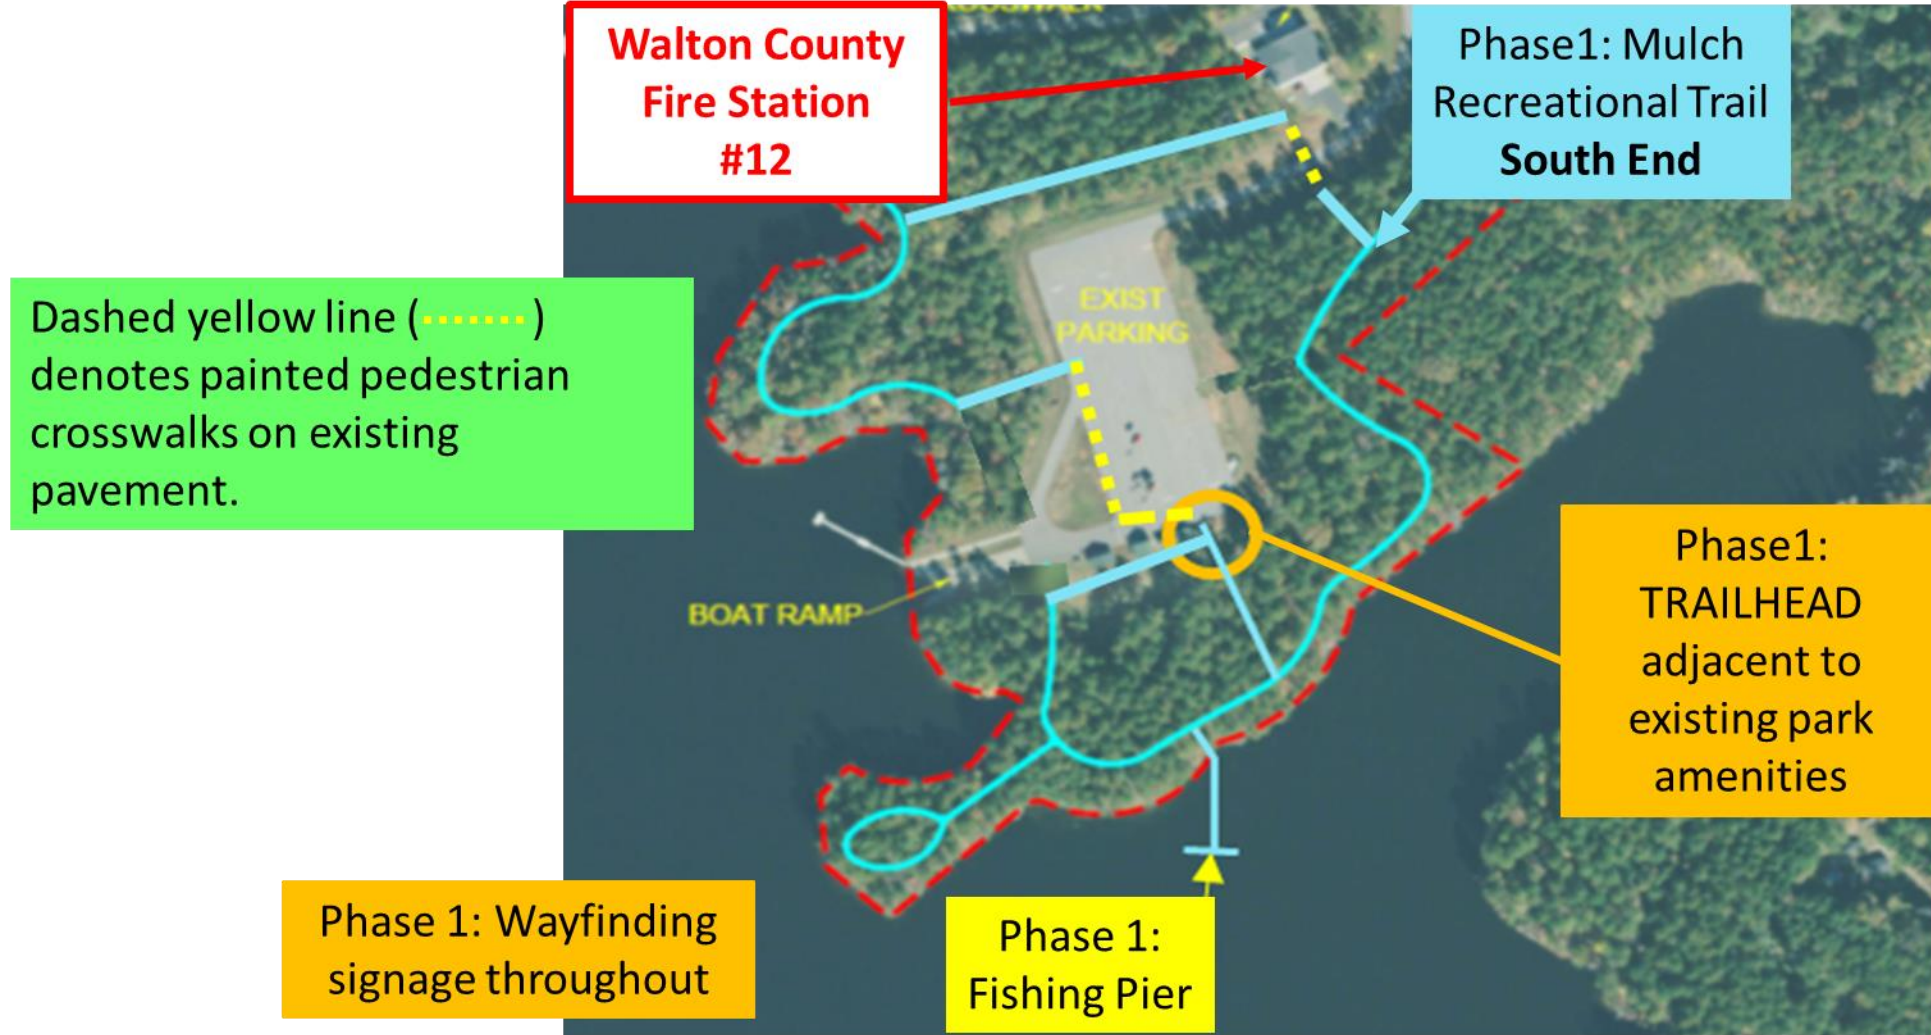 CROSSWALK
Walton County
Fire Station
#12
Phase1: Mulch
Recreational Trail
South End
Dashed yellow line (.......)
denotes painted pedestrian
crosswalks on existing
pavement.
EXIST
PARKING
BOAT RAMP
Phase1:
TRAILHEAD
adjacent to
existing park
amenities
Phase 1: Wayfinding
signage throughout
Phase 1:
Fishing Pier